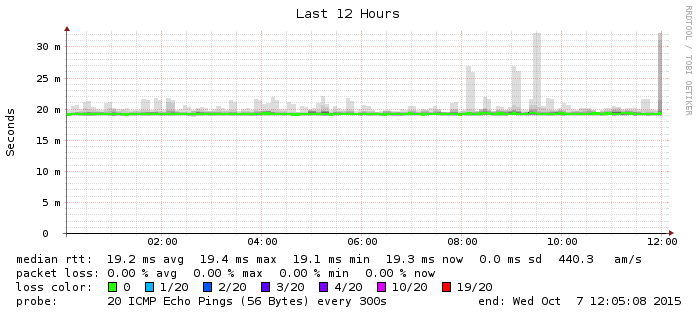 Last 12 Hours
RRDTOOL / TOBI OETIKER
Seconds
30 m
25 m
20 m
15 m
10 m
5 m
0
02:00 04:00 06:00 08:00 10:00 12:00
median rtt: 19.2 ms avg 19.4 ms max 19.1 ms min 19.3 ms now 0.0 ms sd 440.3 am/s
packet loss: 0.00 % avg 0.00 % max 0.00 % min 0.00 % now
loss color: 0 1/20 2/20 3/20 4/20 10/20 19/20
probe: 20 ICMP Echo Pings (56 Bytes) every 300s end: Wed Oct 7 12:05:08 2015